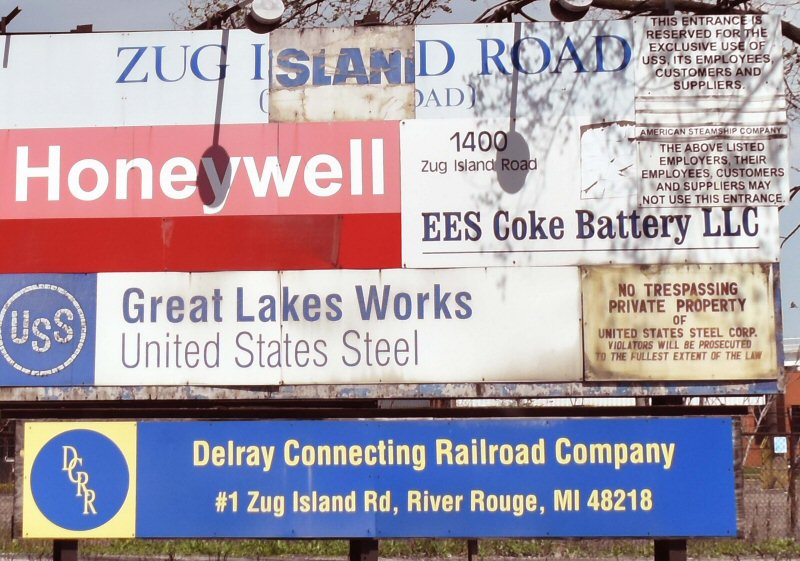 ZUG ISLAND ROAD
OAD)
THIS ENTRANCE IS
RESERVED FOR THE
EXCLUSIVE USE OF
USS, ITS EMPLOYEES,
CUSTOMERS AND
SUPPLIERS.
AMERICAN STEAMSHIP COMPANY
THE ABOVE LISTED
EMPLOYERS, THEIR
EMPLOYEES, CUSTOMERS
AND SUPPLIERS MAY
NOT USE THIS ENTRANCE.
Honeywell
1400
Zug Island Road
EES Coke Battery LLC
USS
Great Lakes Works
United States Steel
NO TRESPASSING
PRIVATE PROPERTY
OF
UNITED STATES STEEL CORP.
VIOLATORS WILL BE PROSECUTED
TO THE FULLEST EXTENT OF THE LAW
DCRR
Delray Connecting Railroad Company
#1 Zug Island Rd, River Rouge, MI 48218